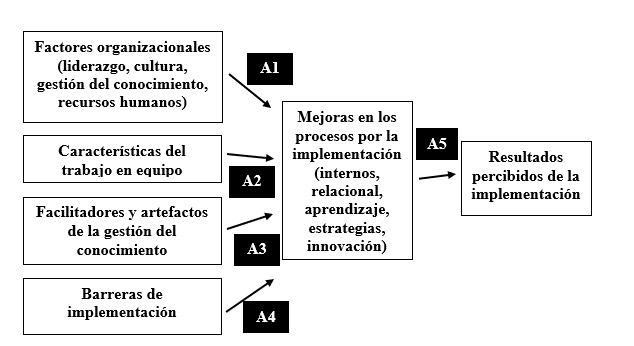 Factores organizacionales
(liderazgo, cultura,
gestión del conocimiento,
recursos humanos)
A1
Características del
trabajo en equipo
A2
Facilitadores y artefactos
de la gestión del
conocimiento
A3
Barreras de
implementación
A4
Mejoras en los
procesos por la
implementación
(internos,
relacional,
aprendizaje,
estrategias,
innovación)
A5
Resultados
percibidos de la
implementación